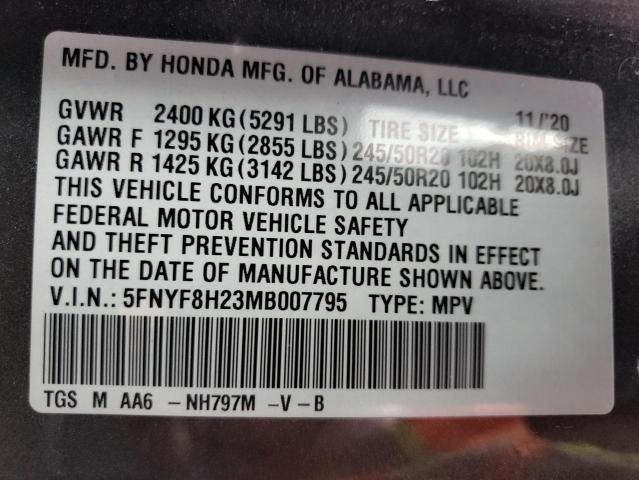 MFD. BY HONDA MFG. OF ALABAMA, LLC
GVWR 2400 KG (5291 LBS) TIRE SIZE 11/'20 RIM SIZE
GAWR F 1295 KG (2855 LBS) 245/50R20 102H 20X8.0J
GAWR R 1425 KG (3142 LBS) 245/50R20 102H 20X8.0J
THIS VEHICLE CONFORMS TO ALL APPLICABLE
FEDERAL MOTOR VEHICLE SAFETY
AND THEFT PREVENTION STANDARDS IN EFFECT
ON THE DATE OF MANUFACTURE SHOWN ABOVE.
V.I.N.: 5FNYF8H23MB007795 TYPE: MPV
TGS M AA6 - NH797M - V - B